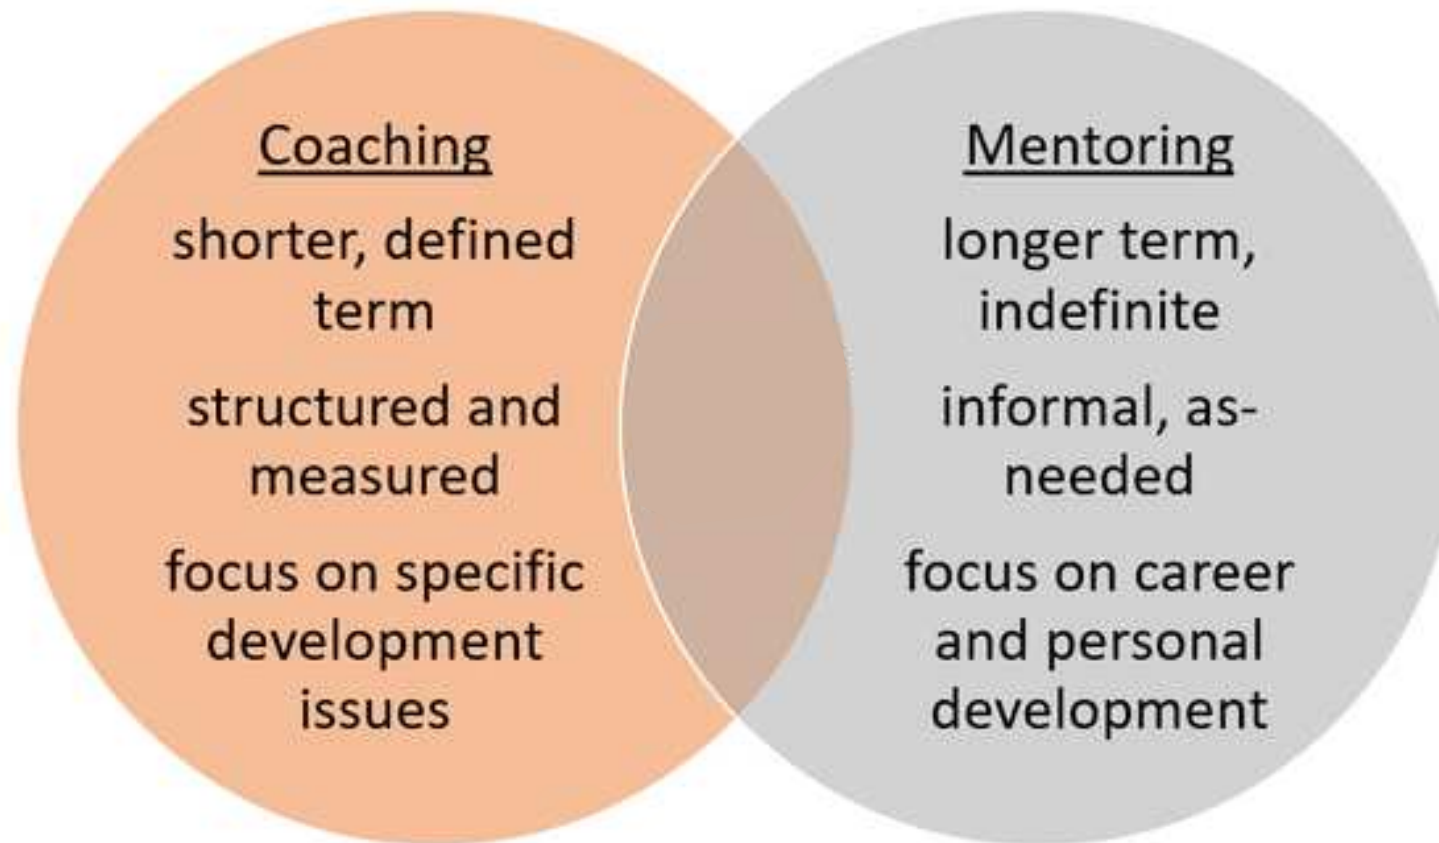 Coaching
shorter, defined
term
structured and
measured
focus on specific
development
issues
Mentoring
longer term,
indefinite
informal, as-
needed
focus on career
and personal
development